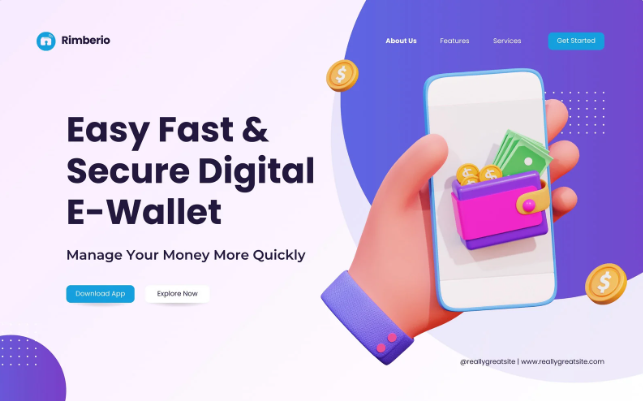 Rimberio
About Us
Features
Services
Get Started
Easy Fast &
Secure Digital
E-Wallet
Manage Your Money More Quickly
Download App
Explore Now
@reallygreatsite | www.reallygreatsite.com